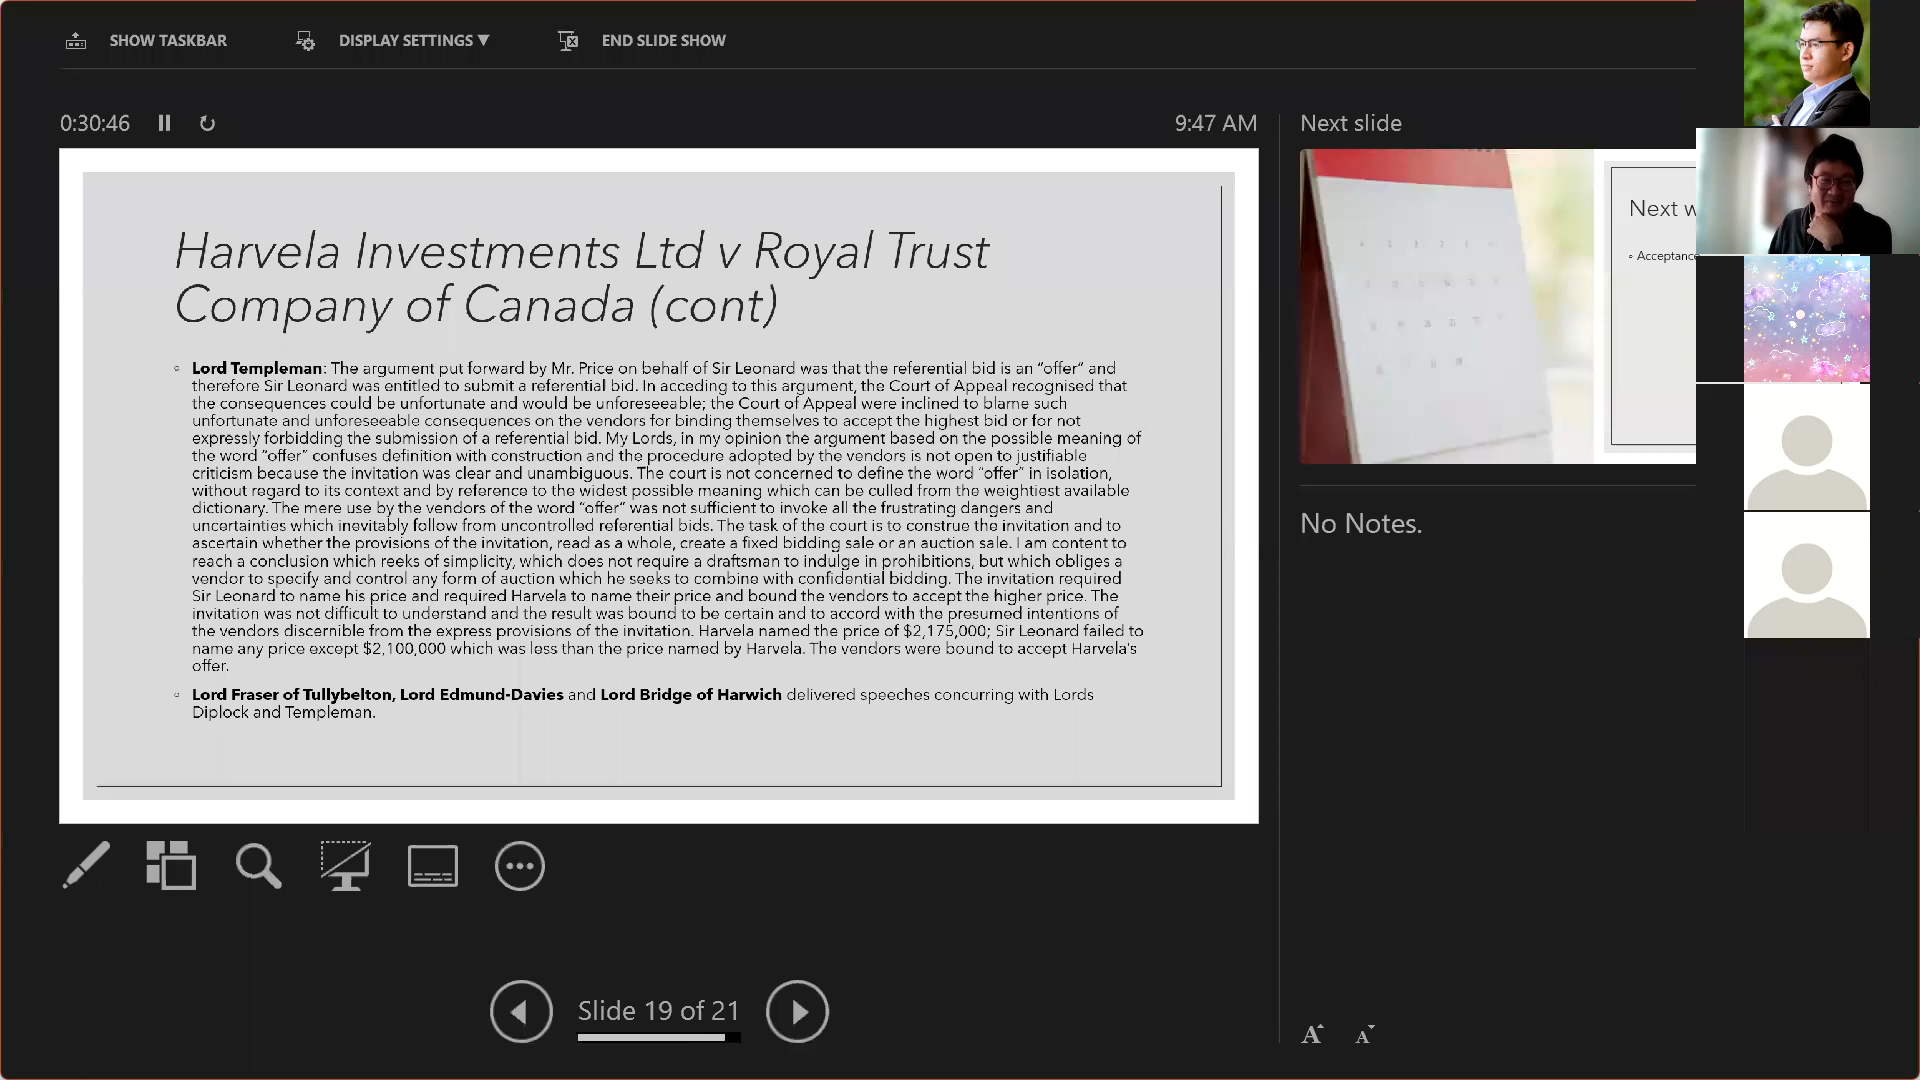 SHOW TASKBAR
DISPLAY SETTINGS ▼
END SLIDE SHOW
0:30:46
9:47 AM
Next slide
Harvela Investments Ltd v Royal Trust
Company of Canada (cont)
Lord Templeman: The argument put forward by Mr. Price on behalf of Sir Leonard was that the referential bid is an “offer” and
therefore Sir Leonard was entitled to submit a referential bid. In acceding to this argument, the Court of Appeal recognised that
the consequences could be unfortunate and would be unforeseeable; the Court of Appeal were inclined to blame such
unfortunate and unforeseeable consequences on the vendors for binding themselves to accept the highest bid or for not
expressly forbidding the submission of a referential bid. My Lords, in my opinion the argument based on the possible meaning of
the word “offer” confuses definition with construction and the procedure adopted by the vendors is not open to justifiable
criticism because the invitation was clear and unambiguous. The court is not concerned to define the word “offer” in isolation,
without regard to its context and by reference to the widest possible meaning which can be culled from the weightiest available
dictionary. The mere use by the vendors of the word “offer” was not sufficient to invoke all the frustrating dangers and
uncertainties which inevitably follow from uncontrolled referential bids. The task of the court is to construe the invitation and to
ascertain whether the provisions of the invitation, read as a whole, create a fixed bidding sale or an auction sale. I am content to
reach a conclusion which reeks of simplicity, which does not require a draftsman to indulge in prohibitions, but which obliges a
vendor to specify and control any form of auction which he seeks to combine with confidential bidding. The invitation required
Sir Leonard to name his price and required Harvela to name their price and bound the vendors to accept the higher price. The
invitation was not difficult to understand and the result was bound to be certain and to accord with the presumed intentions of
the vendors discernible from the express provisions of the invitation. Harvela named the price of $2,175,000; Sir Leonard failed to
name any price except $2,100,000 which was less than the price named by Harvela. The vendors were bound to accept Harvela’s
offer.
Lord Fraser of Tullybelton, Lord Edmund-Davies and Lord Bridge of Harwich delivered speeches concurring with Lords
Diplock and Templeman.
Next w
Acceptance
No Notes.
Slide 19 of 21